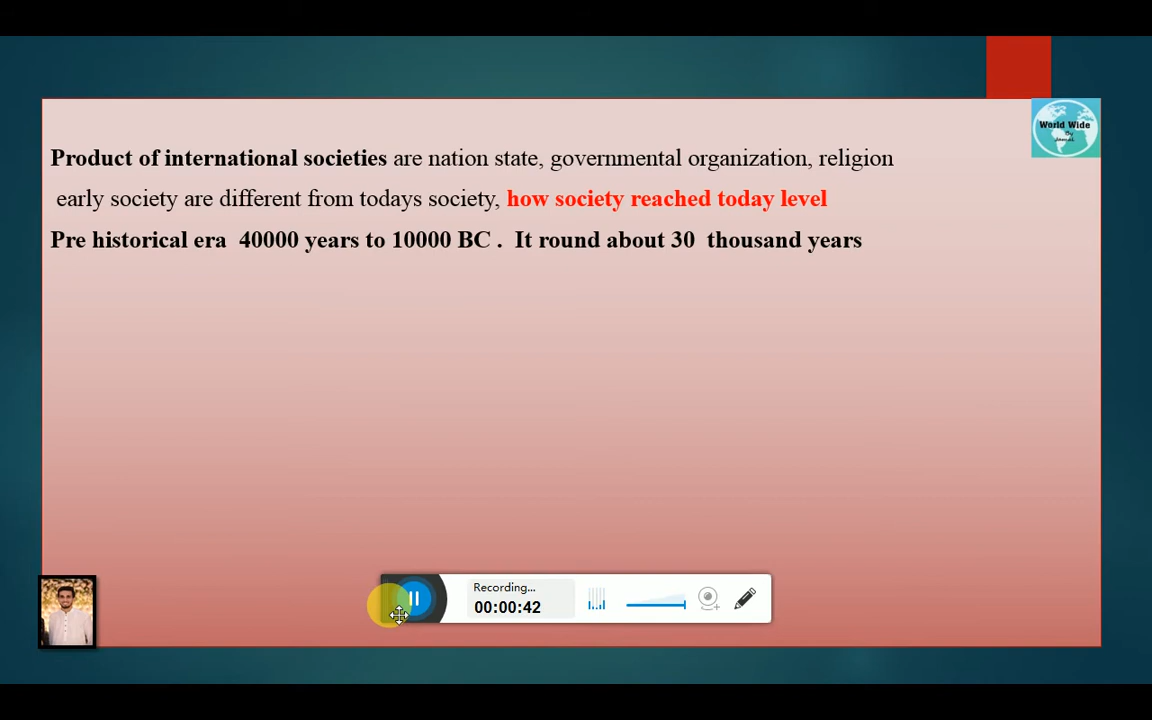 Product of international societies are nation state, governmental organization, religion
early society are different from todays society, how society reached today level
Pre historical era 40000 years to 10000 BC . It round about 30 thousand years
World Wide
By
Recording...
00:00:42